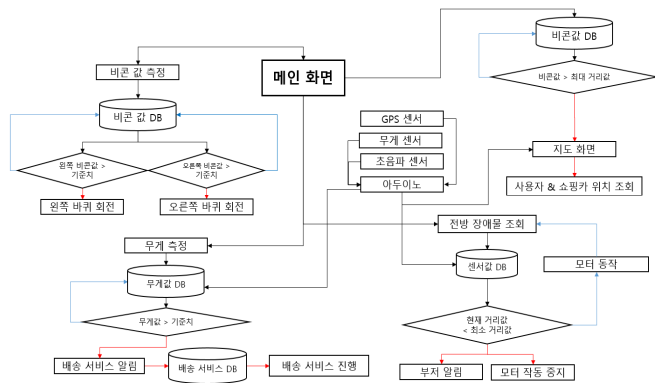 메인 화면
비콘 값 측정
비콘 값 DB
왼쪽 비콘값 >
기준치
오른쪽 비콘값 >
기준치
왼쪽 바퀴 회전
오른쪽 바퀴 회전
비콘값 DB
비콘값 > 최대 거리값
지도 화면
사용자 & 쇼핑카 위치 조회
GPS 센서
무게 센서
초음파 센서
아두이노
무게 측정
무게값 DB
무게값 > 기준치
배송 서비스 알림
배송 서비스 DB
배송 서비스 진행
전방 장애물 조회
센서값 DB
모터 동작
현재 거리값
< 최소 거리값
부저 알림
모터 작동 중지